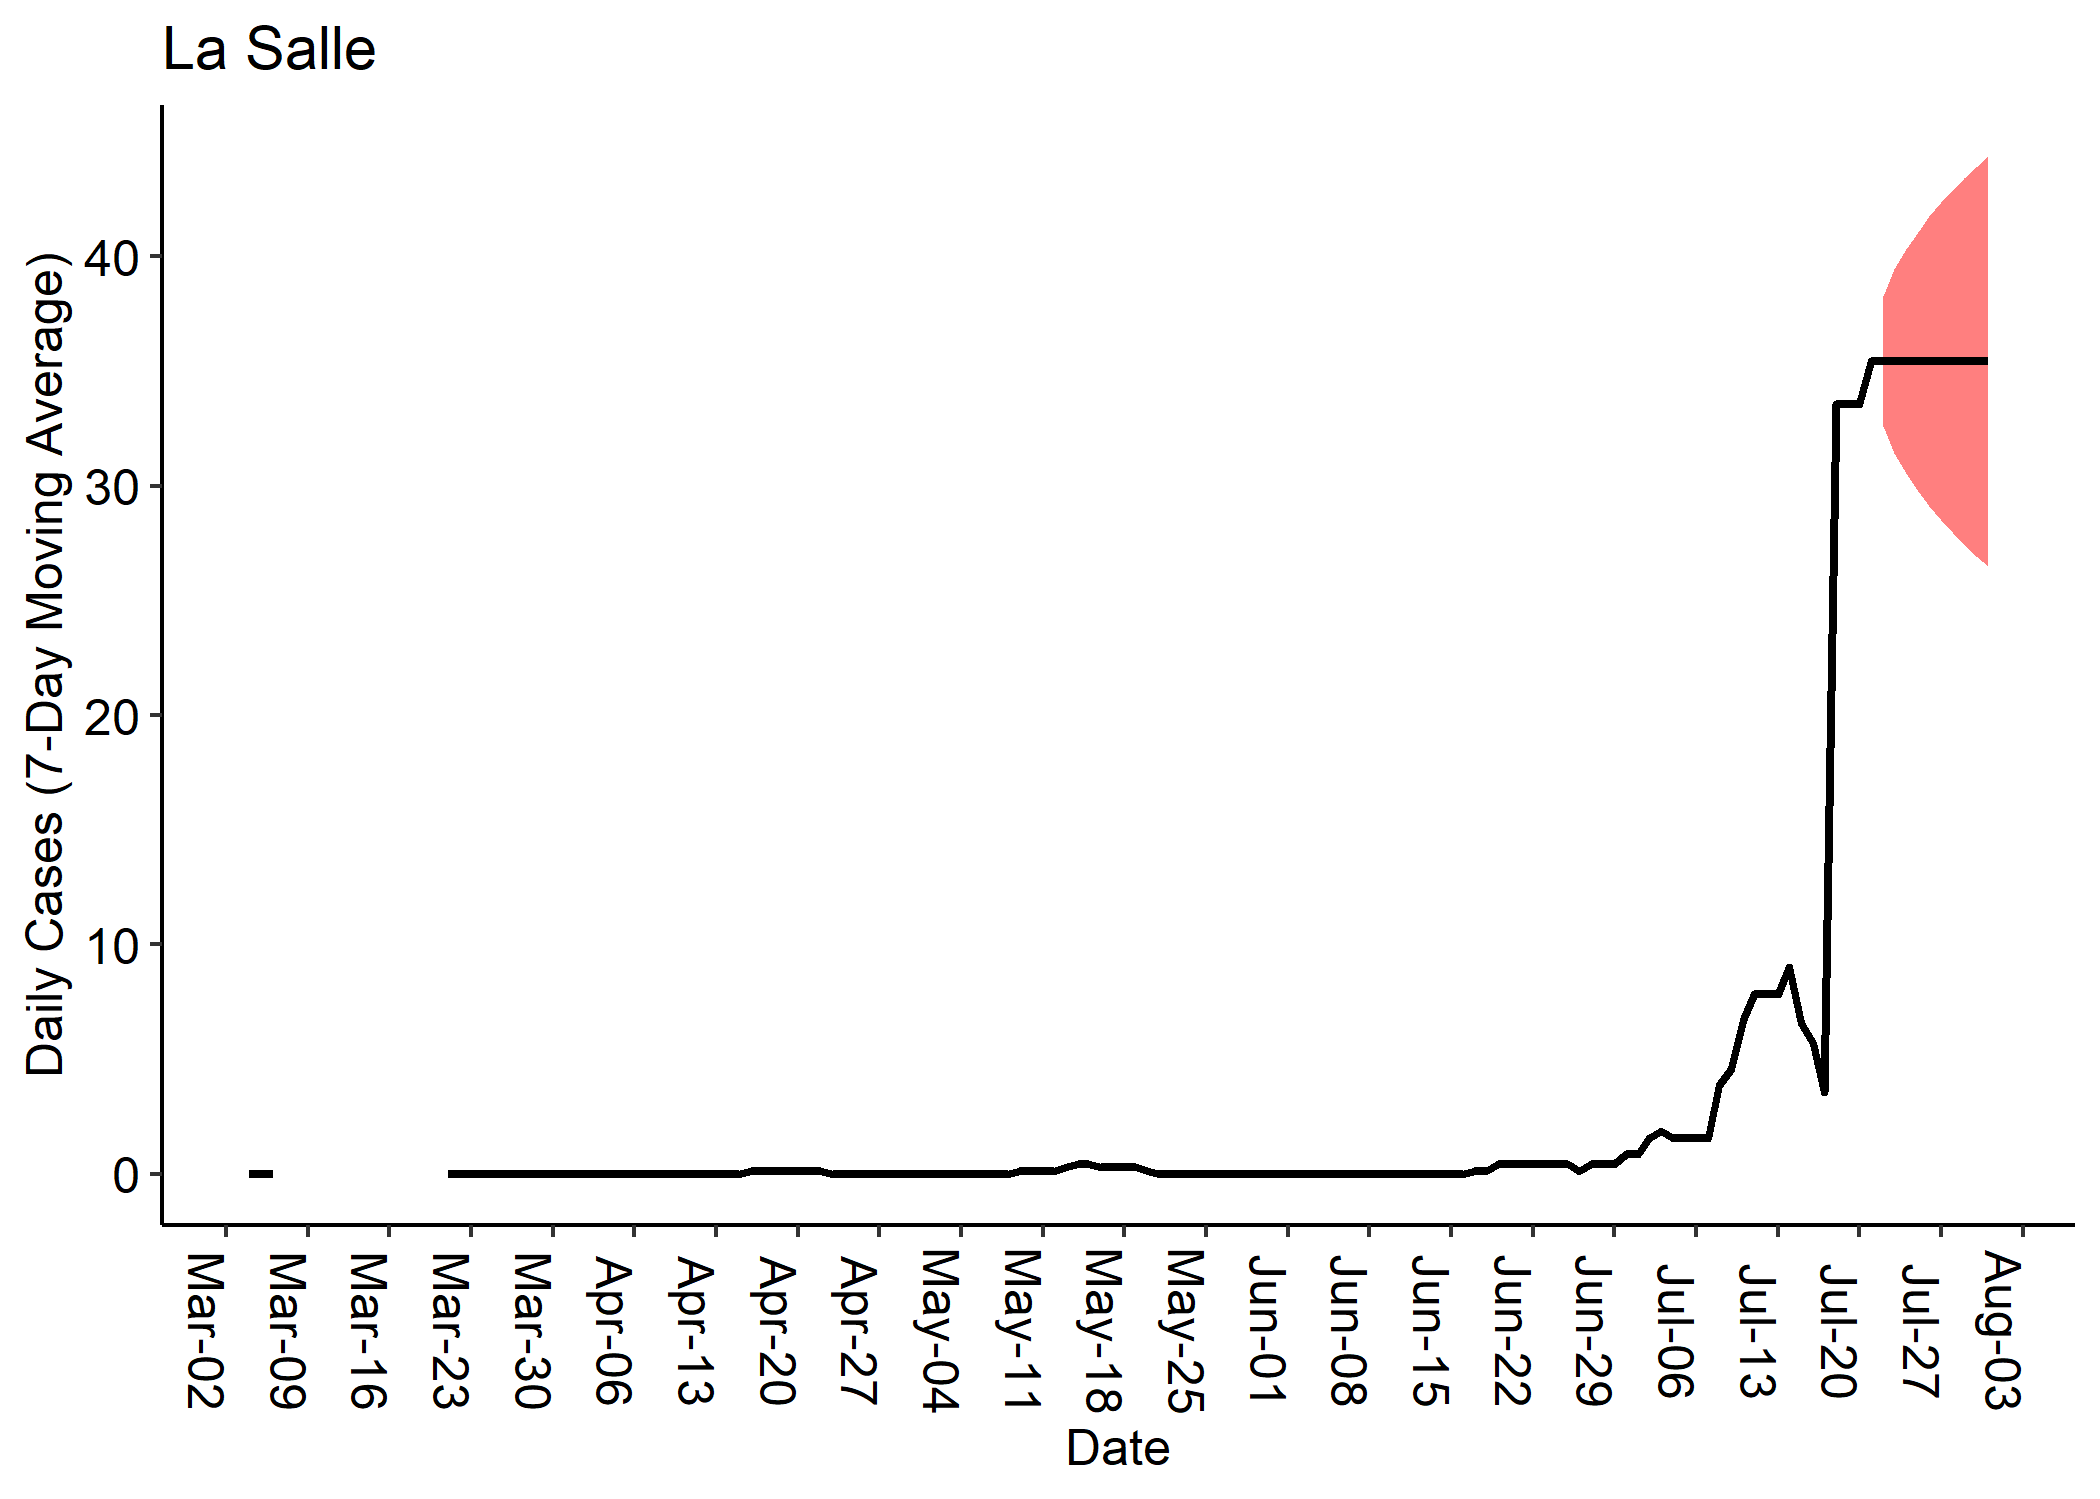 La Salle
Daily Cases (7-Day Moving Average)
40
30
20
10
0
Mar-02
Mar-09
Mar-16
Mar-23
Mar-30
Apr-06
Apr-13
Apr-20
Apr-27
May-04
May-11
May-18
May-25
Jun-01
Jun-08
Jun-15
Jun-22
Jun-29
Jul-06
Jul-13
Jul-20
Jul-27
Aug-03
Date